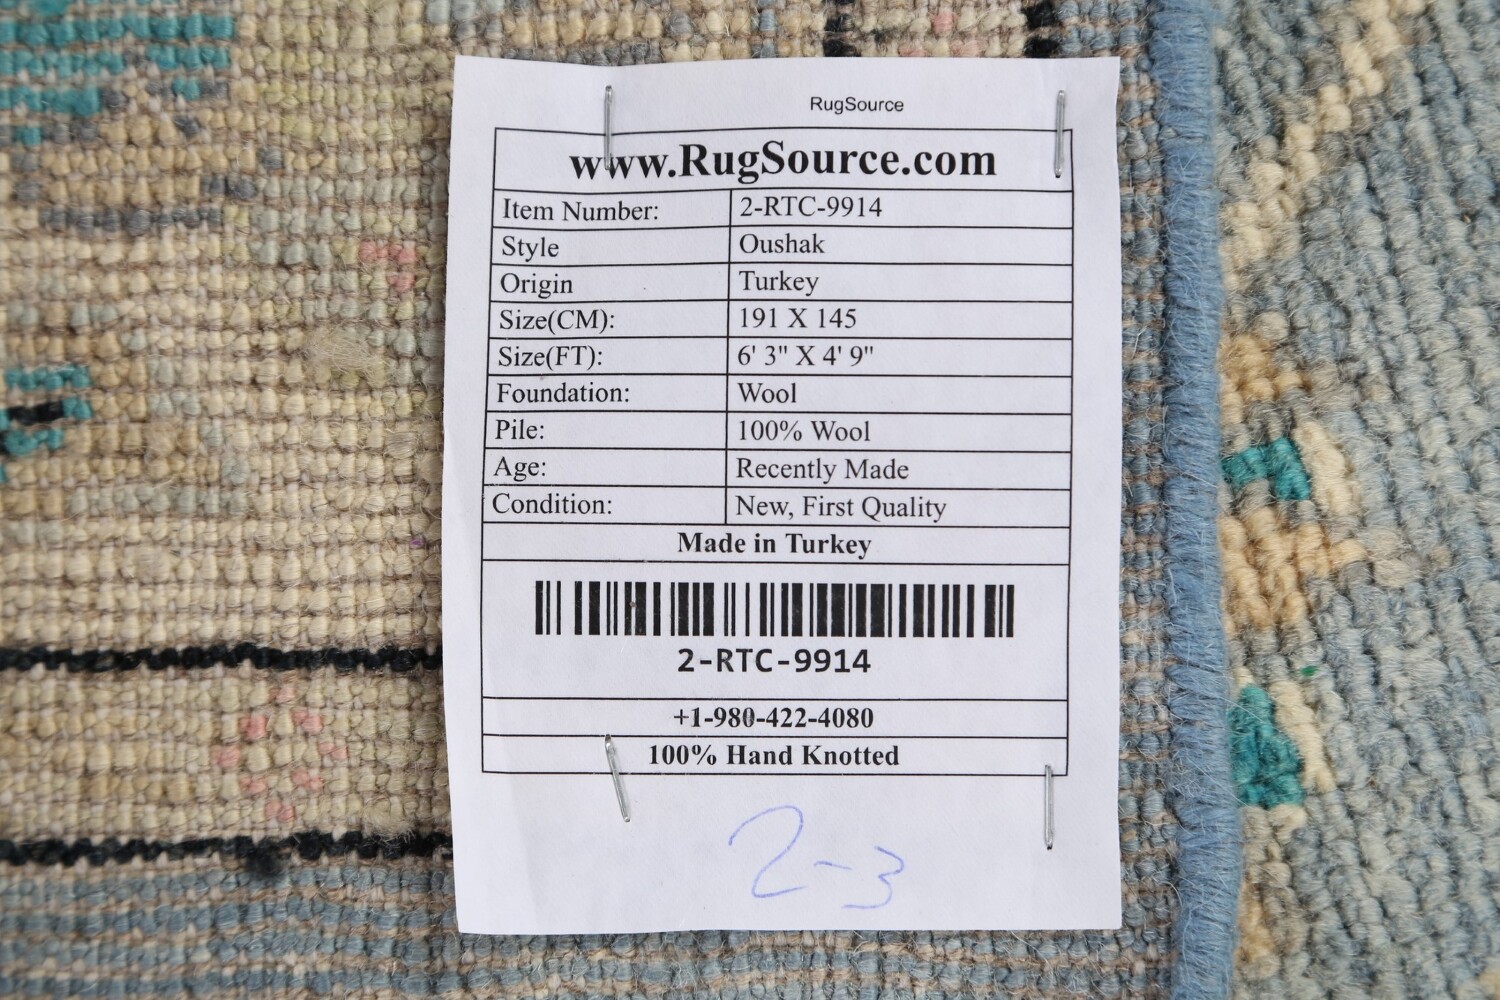 RugSource
www.RugSource.com
Item Number: 2-RTC-9914
Style Oushak
Origin Turkey
Size(CM): 191 X 145
Size(FT): 6' 3" X 4' 9"
Foundation: Wool
Pile: 100% Wool
Age: Recently Made
Condition: New, First Quality
Made in Turkey
2-RTC-9914
+1-980-422-4080
100% Hand Knotted
2-3